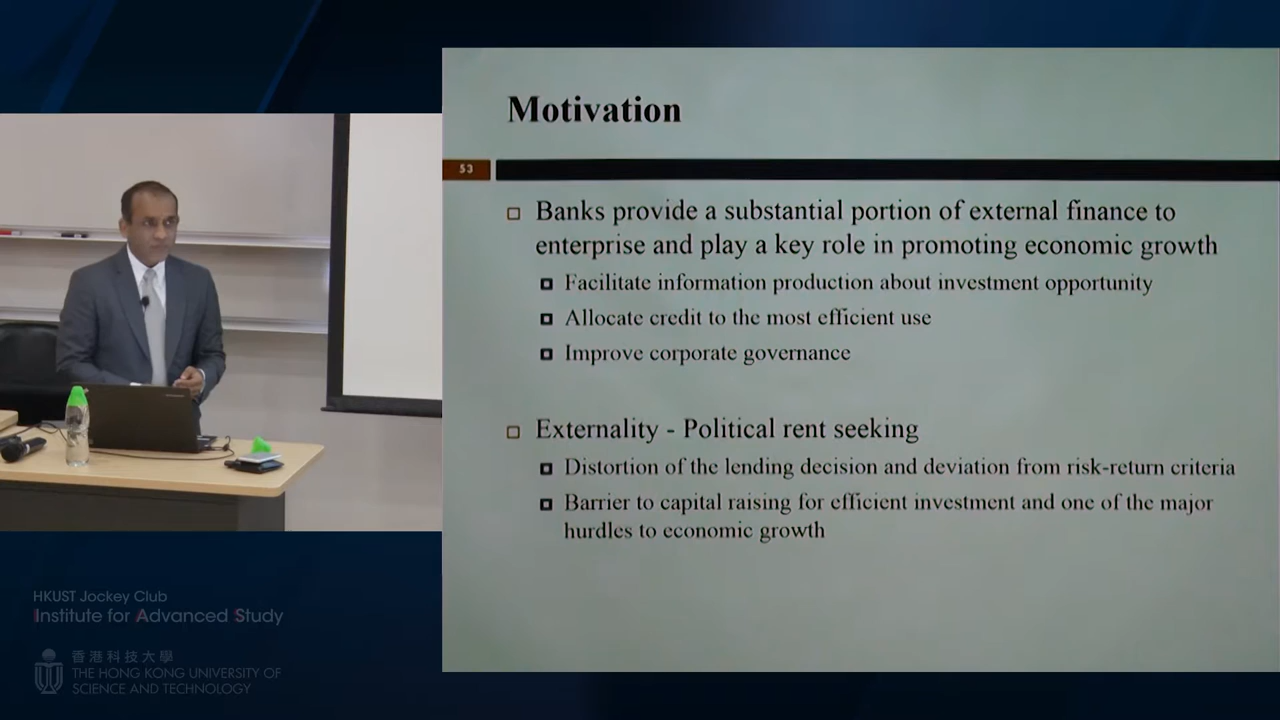 Motivation
53
Banks provide a substantial portion of external finance to
enterprise and play a key role in promoting economic growth
Facilitate information production about investment opportunity
Allocate credit to the most efficient use
Improve corporate governance
Externality - Political rent seeking
Distortion of the lending decision and deviation from risk-return criteria
Barrier to capital raising for efficient investment and one of the major
hurdles to economic growth
HKUST Jockey Club
Institute for Advanced Study
香港科技大學
THE HONG KONG UNIVERSITY OF
SCIENCE AND TECHNOLOGY